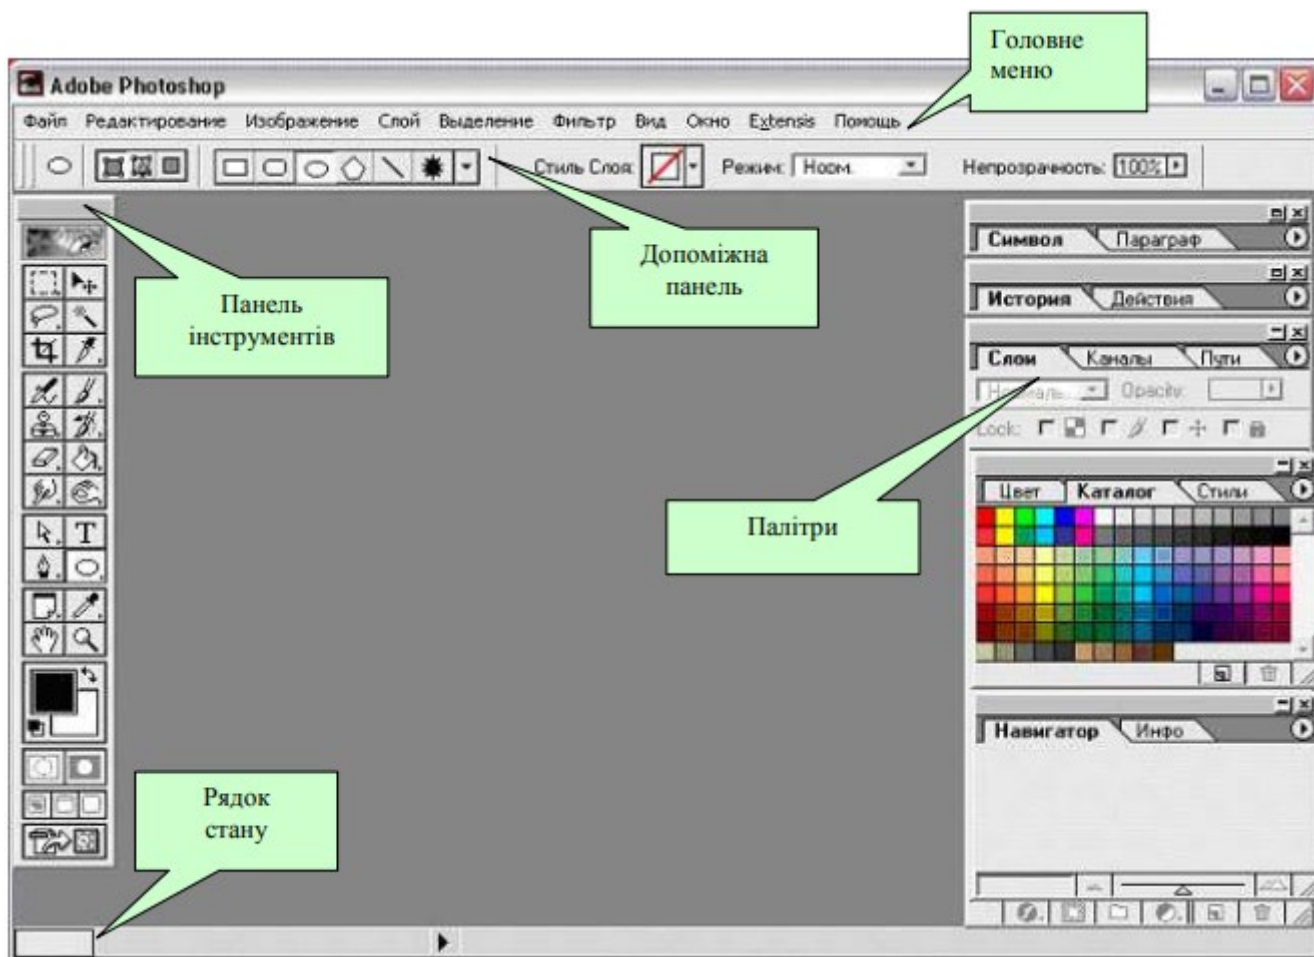 Головне
меню
Adobe Photoshop
Файл Редактирование Изображение Слой Выделение Фильтр Вид Окно Extensis Помощь
Стиль Слоя: Режим: Норм. Непрозрачность: 100%
Допоміжна
панель
Символ Параграф
Панель
інструментів
История Действия
Слои Каналы Пути
Opacity:
Lock:
Цвет Каталог Стили
Палітри
T
Навигатор Инфо
Рядок
стану